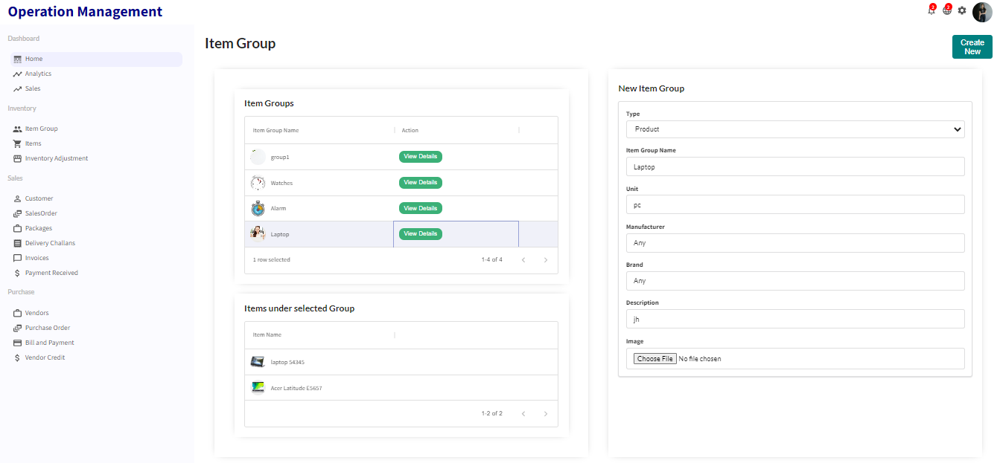 Operation Management
2
2
Dashboard
Home
Analytics
Sales
Inventory
Item Group
Items
Inventory Adjustment
Sales
Customer
SalesOrder
Packages
Delivery Challans
Invoices
Payment Received
Purchase
Vendors
Purchase Order
Bill and Payment
Vendor Credit
Item Group
Create
New
Item Groups
Item Group Name Action
group1 View Details
Watches View Details
Alarm View Details
Laptop View Details
1 row selected 1-4 of 4
Items under selected Group
Item Name
laptop 54345
Acer Latitude E5657
1-2 of 2
New Item Group
Type
Product
Item Group Name
Laptop
Unit
pc
Manufacturer
Any
Brand
Any
Description
jh
Image
Choose File No file chosen